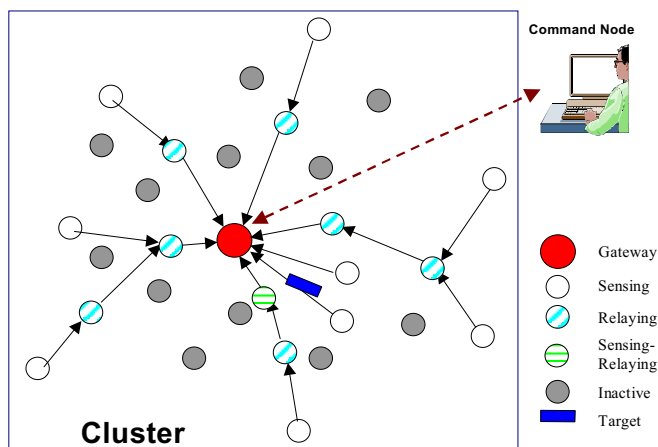 Command Node
Gateway
Sensing
Relaying
Sensing-
Relaying
Inactive
Target
Cluster